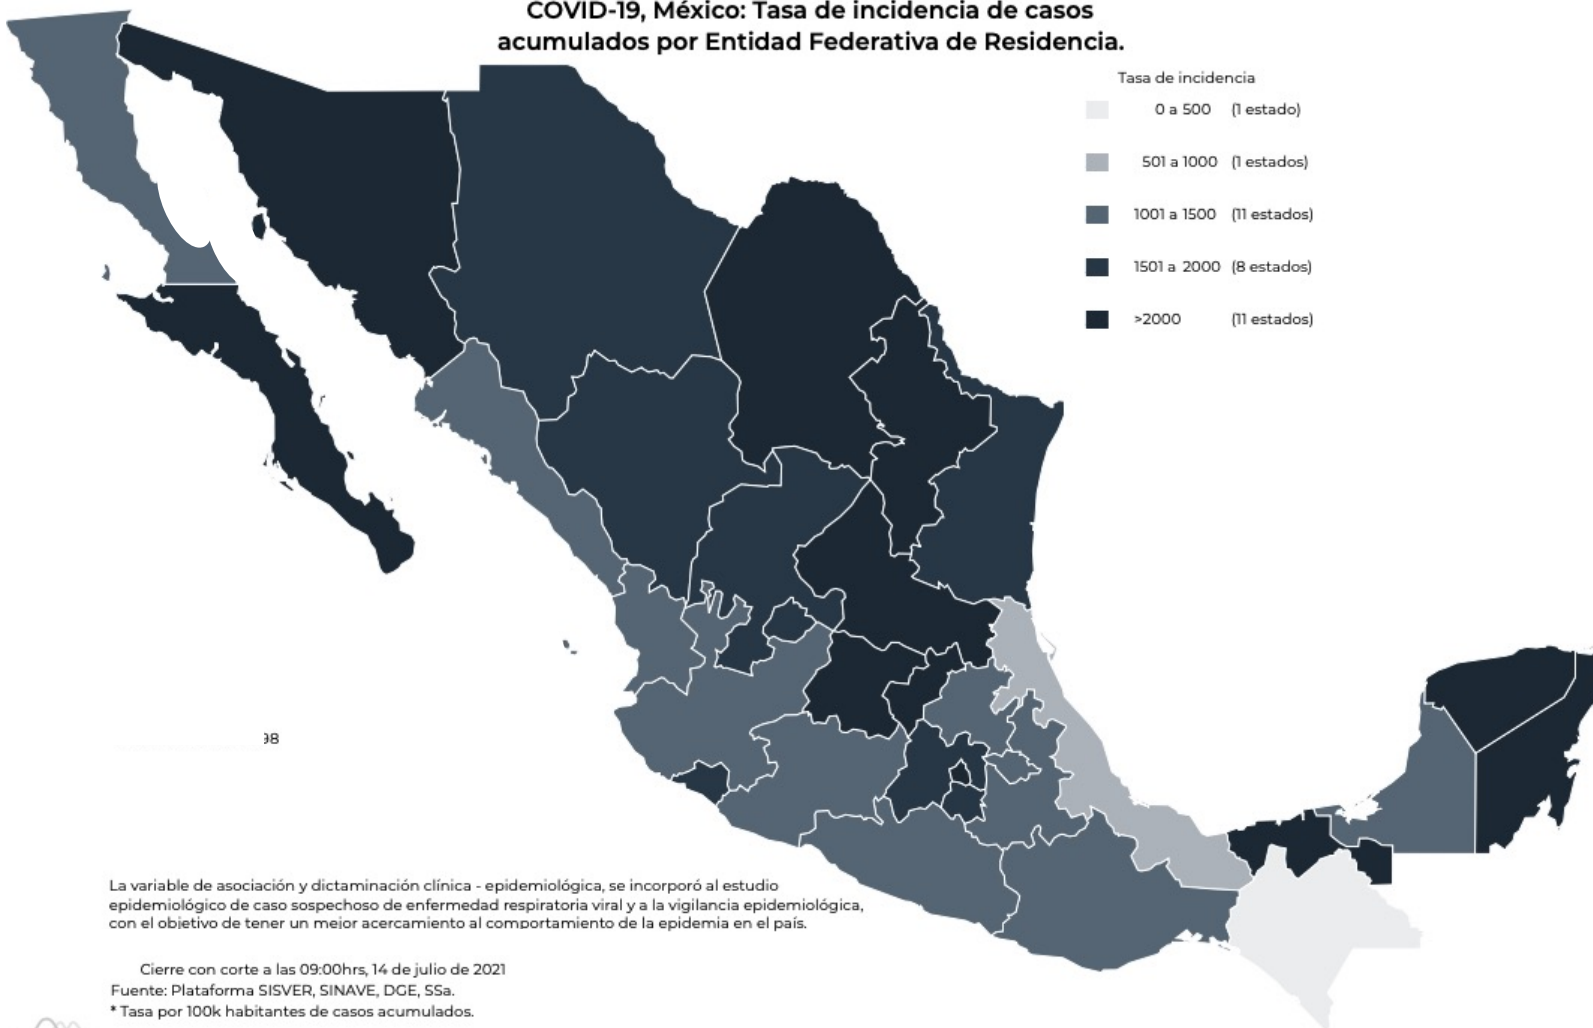 COVID-19, México: Tasa de incidencia de casos
acumulados por Entidad Federativa de Residencia.
Tasa de incidencia
0 a 500 (1 estado)
501 a 1000 (1 estados)
1001 a 1500 (11 estados)
1501 a 2000 (8 estados)
>2000 (11 estados)
98
La variable de asociación y dictaminación clínica - epidemiológica, se incorporó al estudio
epidemiológico de caso sospechoso de enfermedad respiratoria viral y a la vigilancia epidemiológica,
con el objetivo de tener un mejor acercamiento al comportamiento de la epidemia en el país.
Cierre con corte a las 09:00hrs, 14 de julio de 2021
Fuente: Plataforma SISVER, SINAVE, DGE, SSa.
* Tasa por 100k habitantes de casos acumulados.